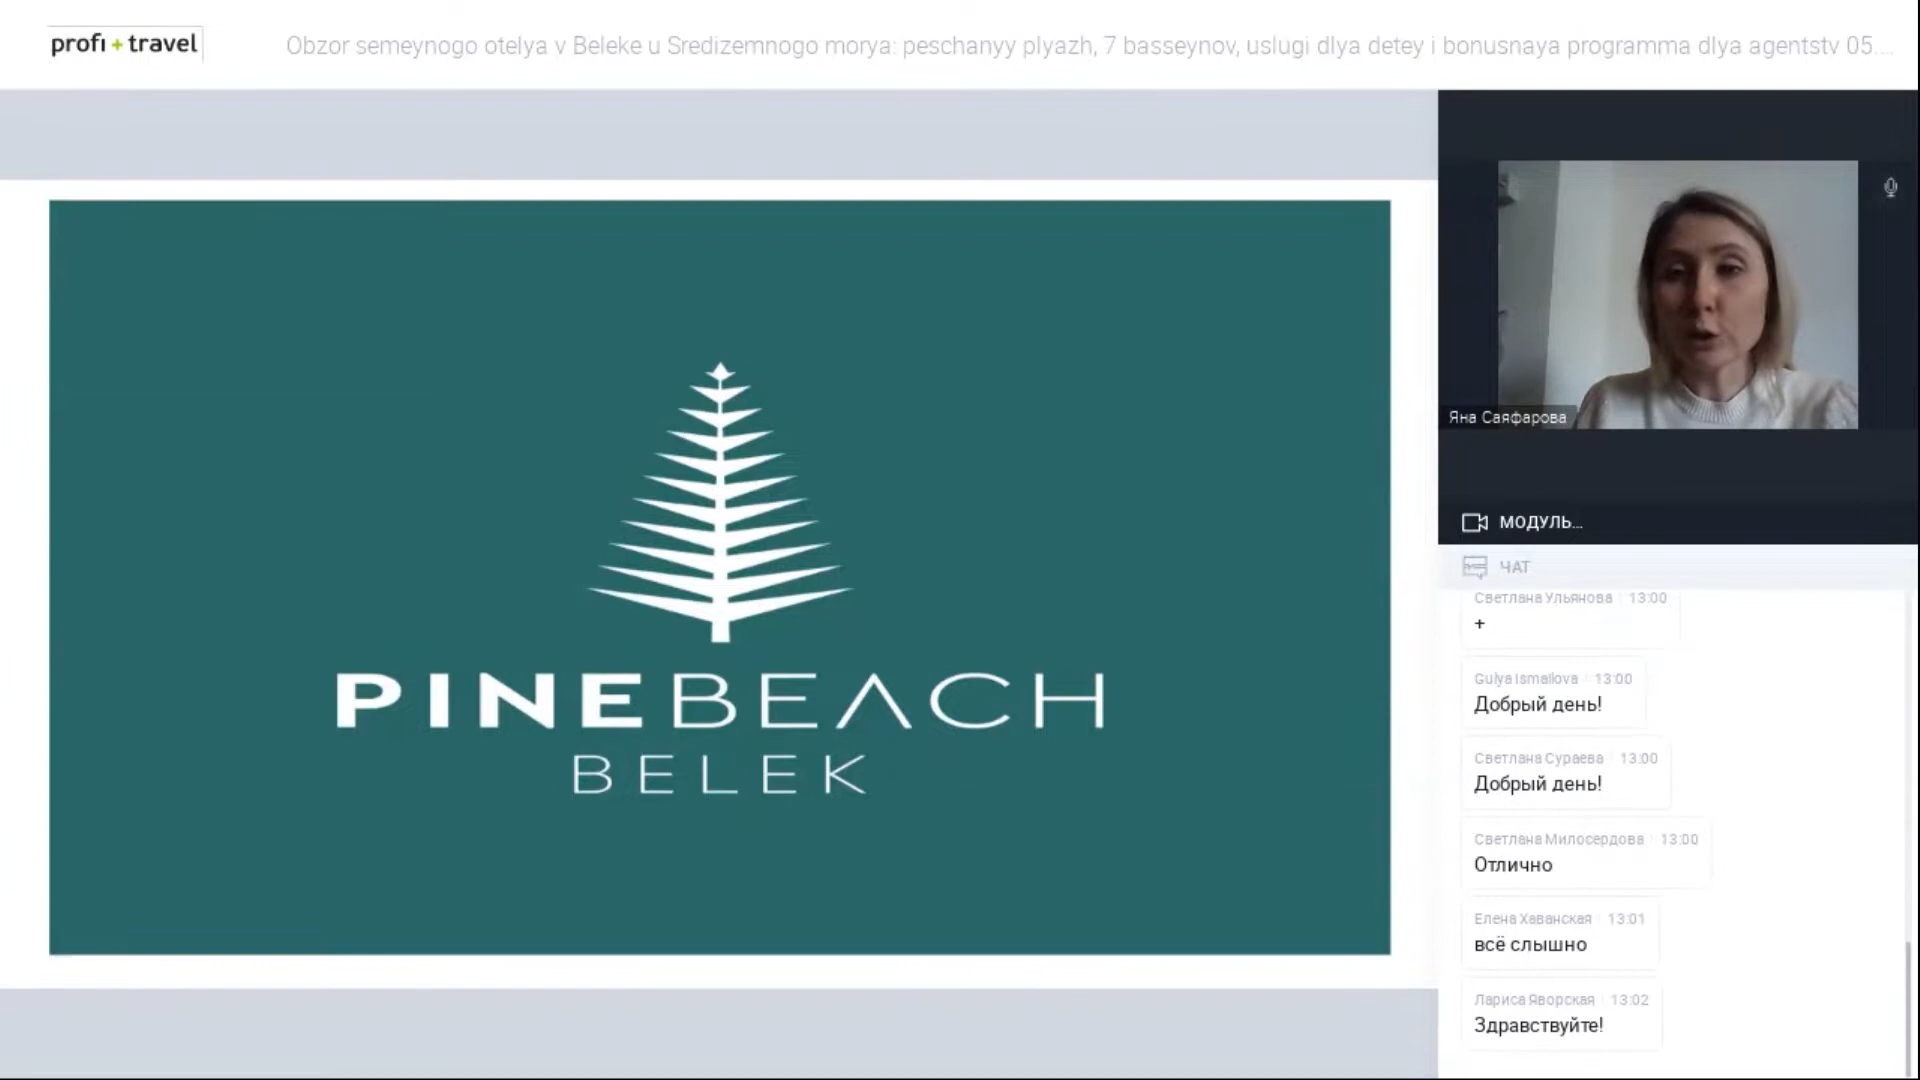 profi + travel
Obzor semeynogo otelya v Beleke u Sredizemnogo morya: peschanyy plyazh, 7 basseynov, uslugi dlya detey i bonusnaya programma dlya agentstv 05....
PINEBEACH
BELEK
Яна Саяфарова
МОДУЛЬ...
ЧАТ
Светлана Ульянова 13:00
+
Gulya Ismailova 13:00
Добрый день!
Светлана Сураева 13:00
Добрый день!
Светлана Милосердова 13:00
Отлично
Елена Хаванская 13:01
всё слышно
Лариса Яворская 13:02
Здравствуйте!